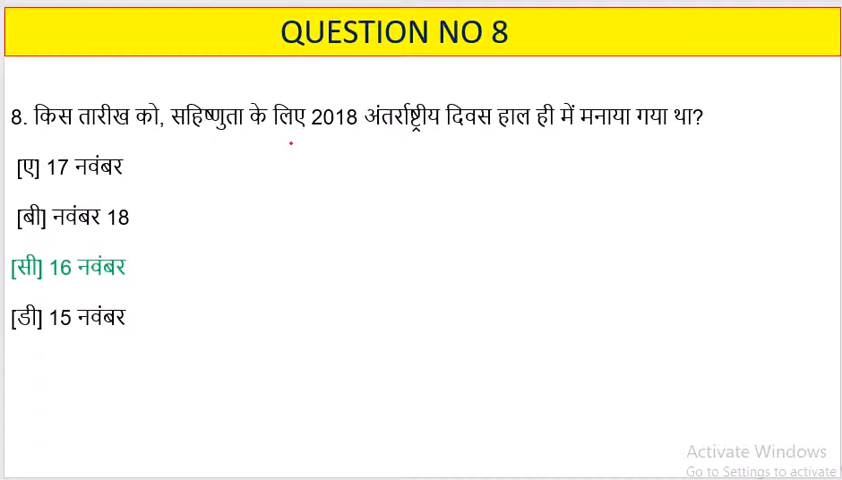 QUESTION NO 8
8. किस तारीख को, सहिष्णुता के लिए 2018 अंतर्राष्ट्रीय दिवस हाल ही में मनाया गया था?
[ए] 17 नवंबर
[बी] नवंबर 18
[सी] 16 नवंबर
[डी] 15 नवंबर
Activate Windows
Go to Settings to activate